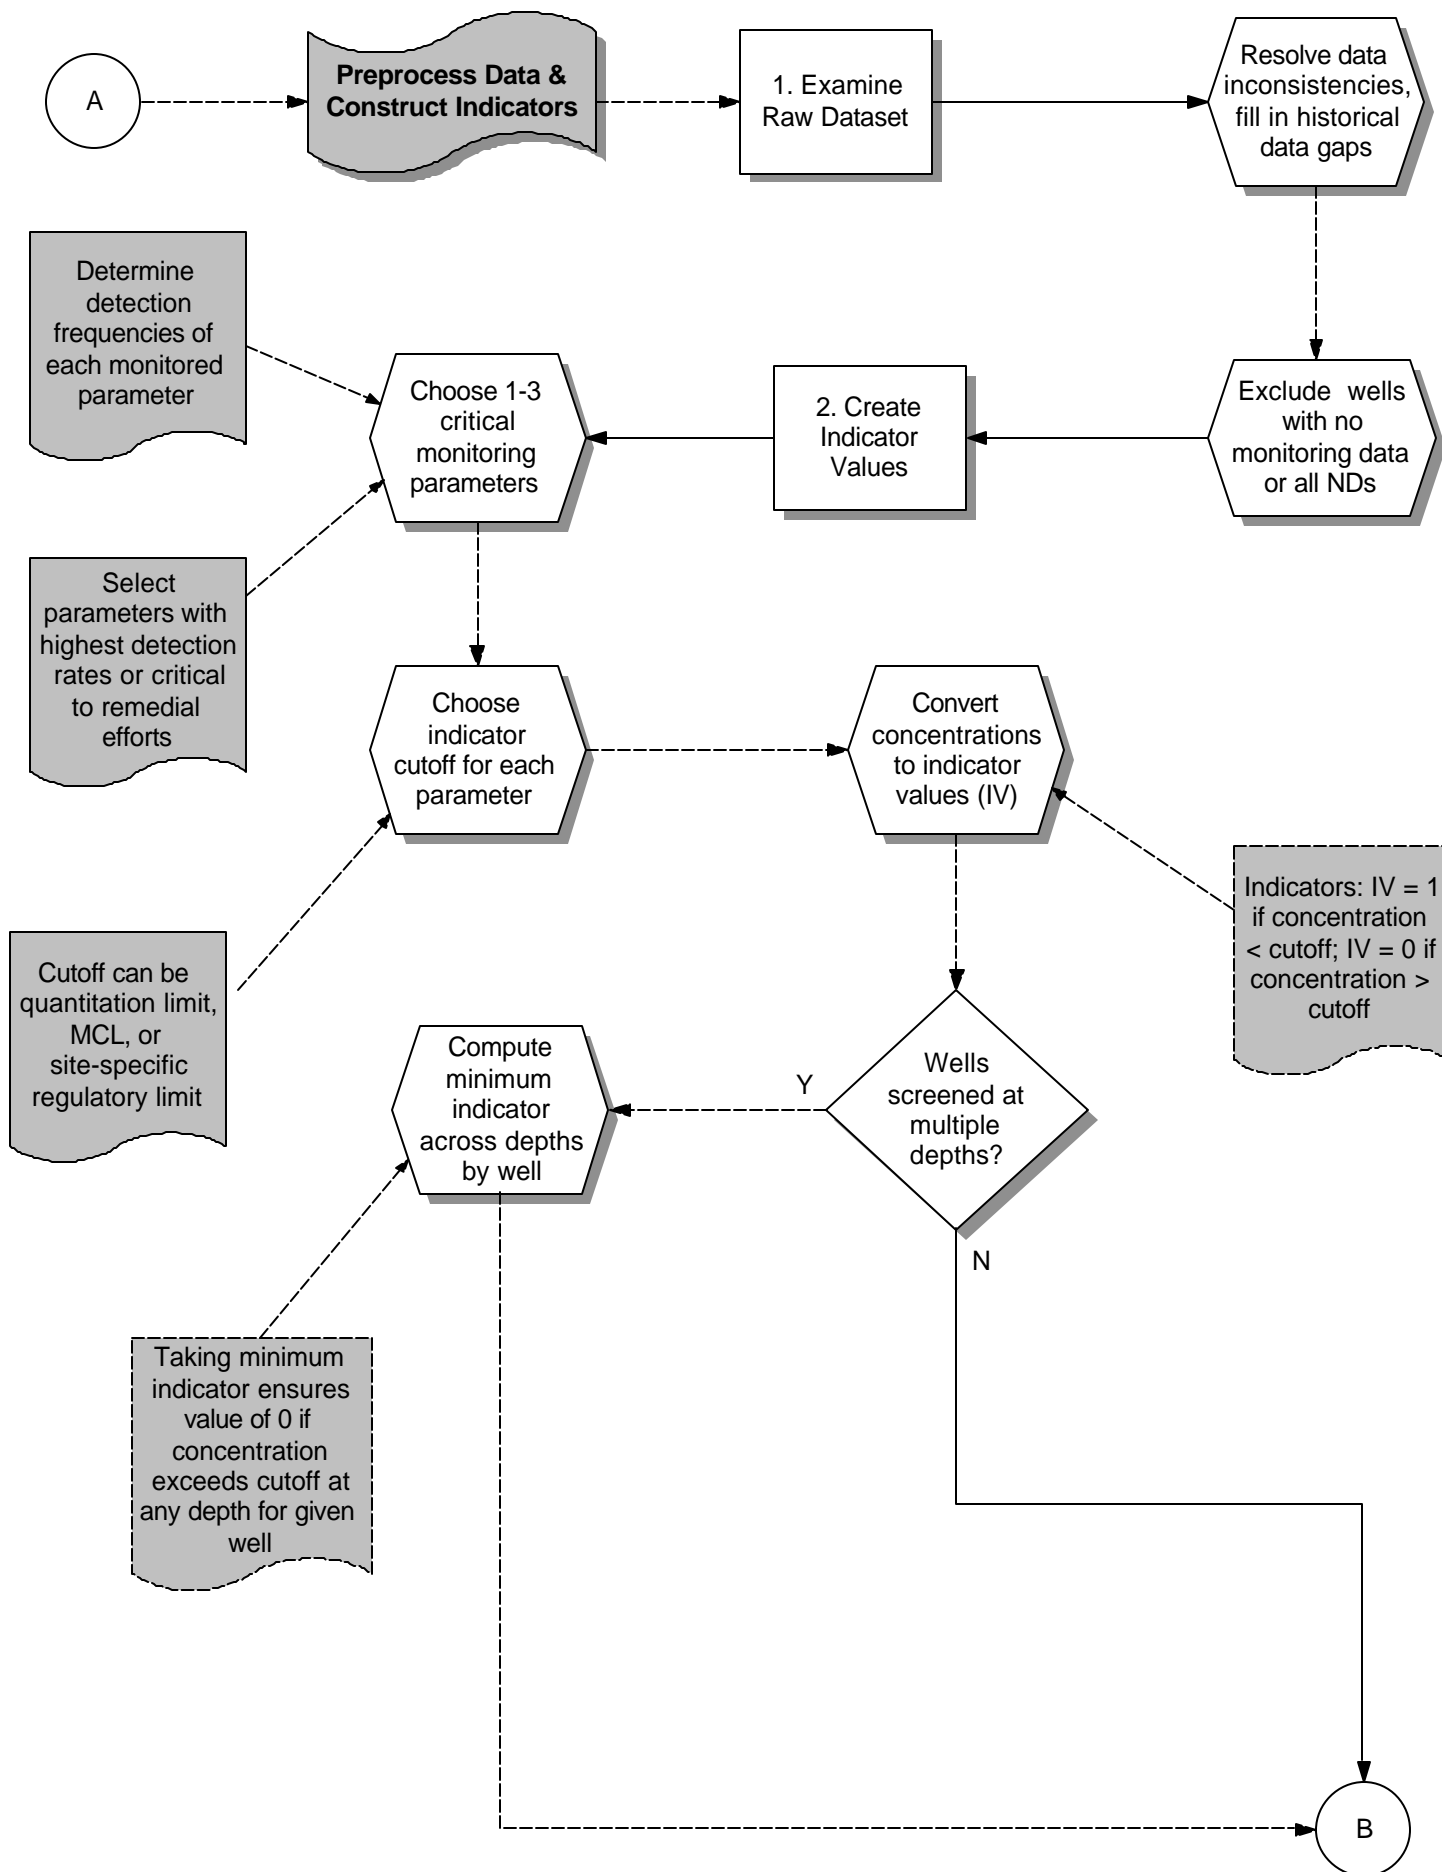 A
Preprocess Data &
Construct Indicators
1. Examine
Raw Dataset
Resolve data
inconsistencies,
fill in historical
data gaps
Determine
detection
frequencies of
each monitored
parameter
Choose 1-3
critical
monitoring
parameters
2. Create
Indicator
Values
Exclude wells
with no
monitoring data
or all NDs
Select
parameters with
highest detection
rates or critical
to remedial
efforts
Choose
indicator
cutoff for each
parameter
Convert
concentrations
to indicator
values (IV)
Indicators: IV = 1
if concentration
< cutoff; IV = 0 if
concentration >
cutoff
Cutoff can be
quantitation limit,
MCL, or
site-specific
regulatory limit
Compute
minimum
indicator
across depths
by well
Y
Wells
screened at
multiple
depths?
N
Taking minimum
indicator ensures
value of 0 if
concentration
exceeds cutoff at
any depth for given
well
B